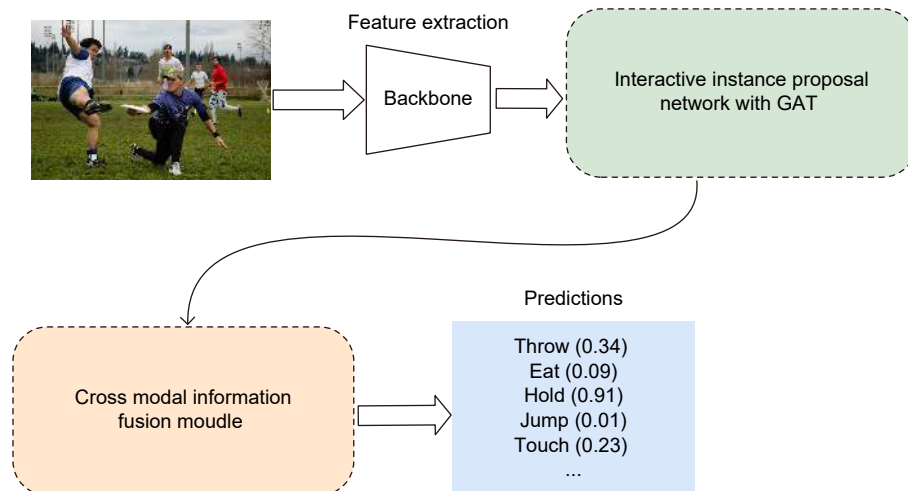 Feature extraction
Backbone
Interactive instance proposal
network with GAT
Cross modal information
fusion moudle
Predictions
Throw (0.34)
Eat (0.09)
Hold (0.91)
Jump (0.01)
Touch (0.23)
...